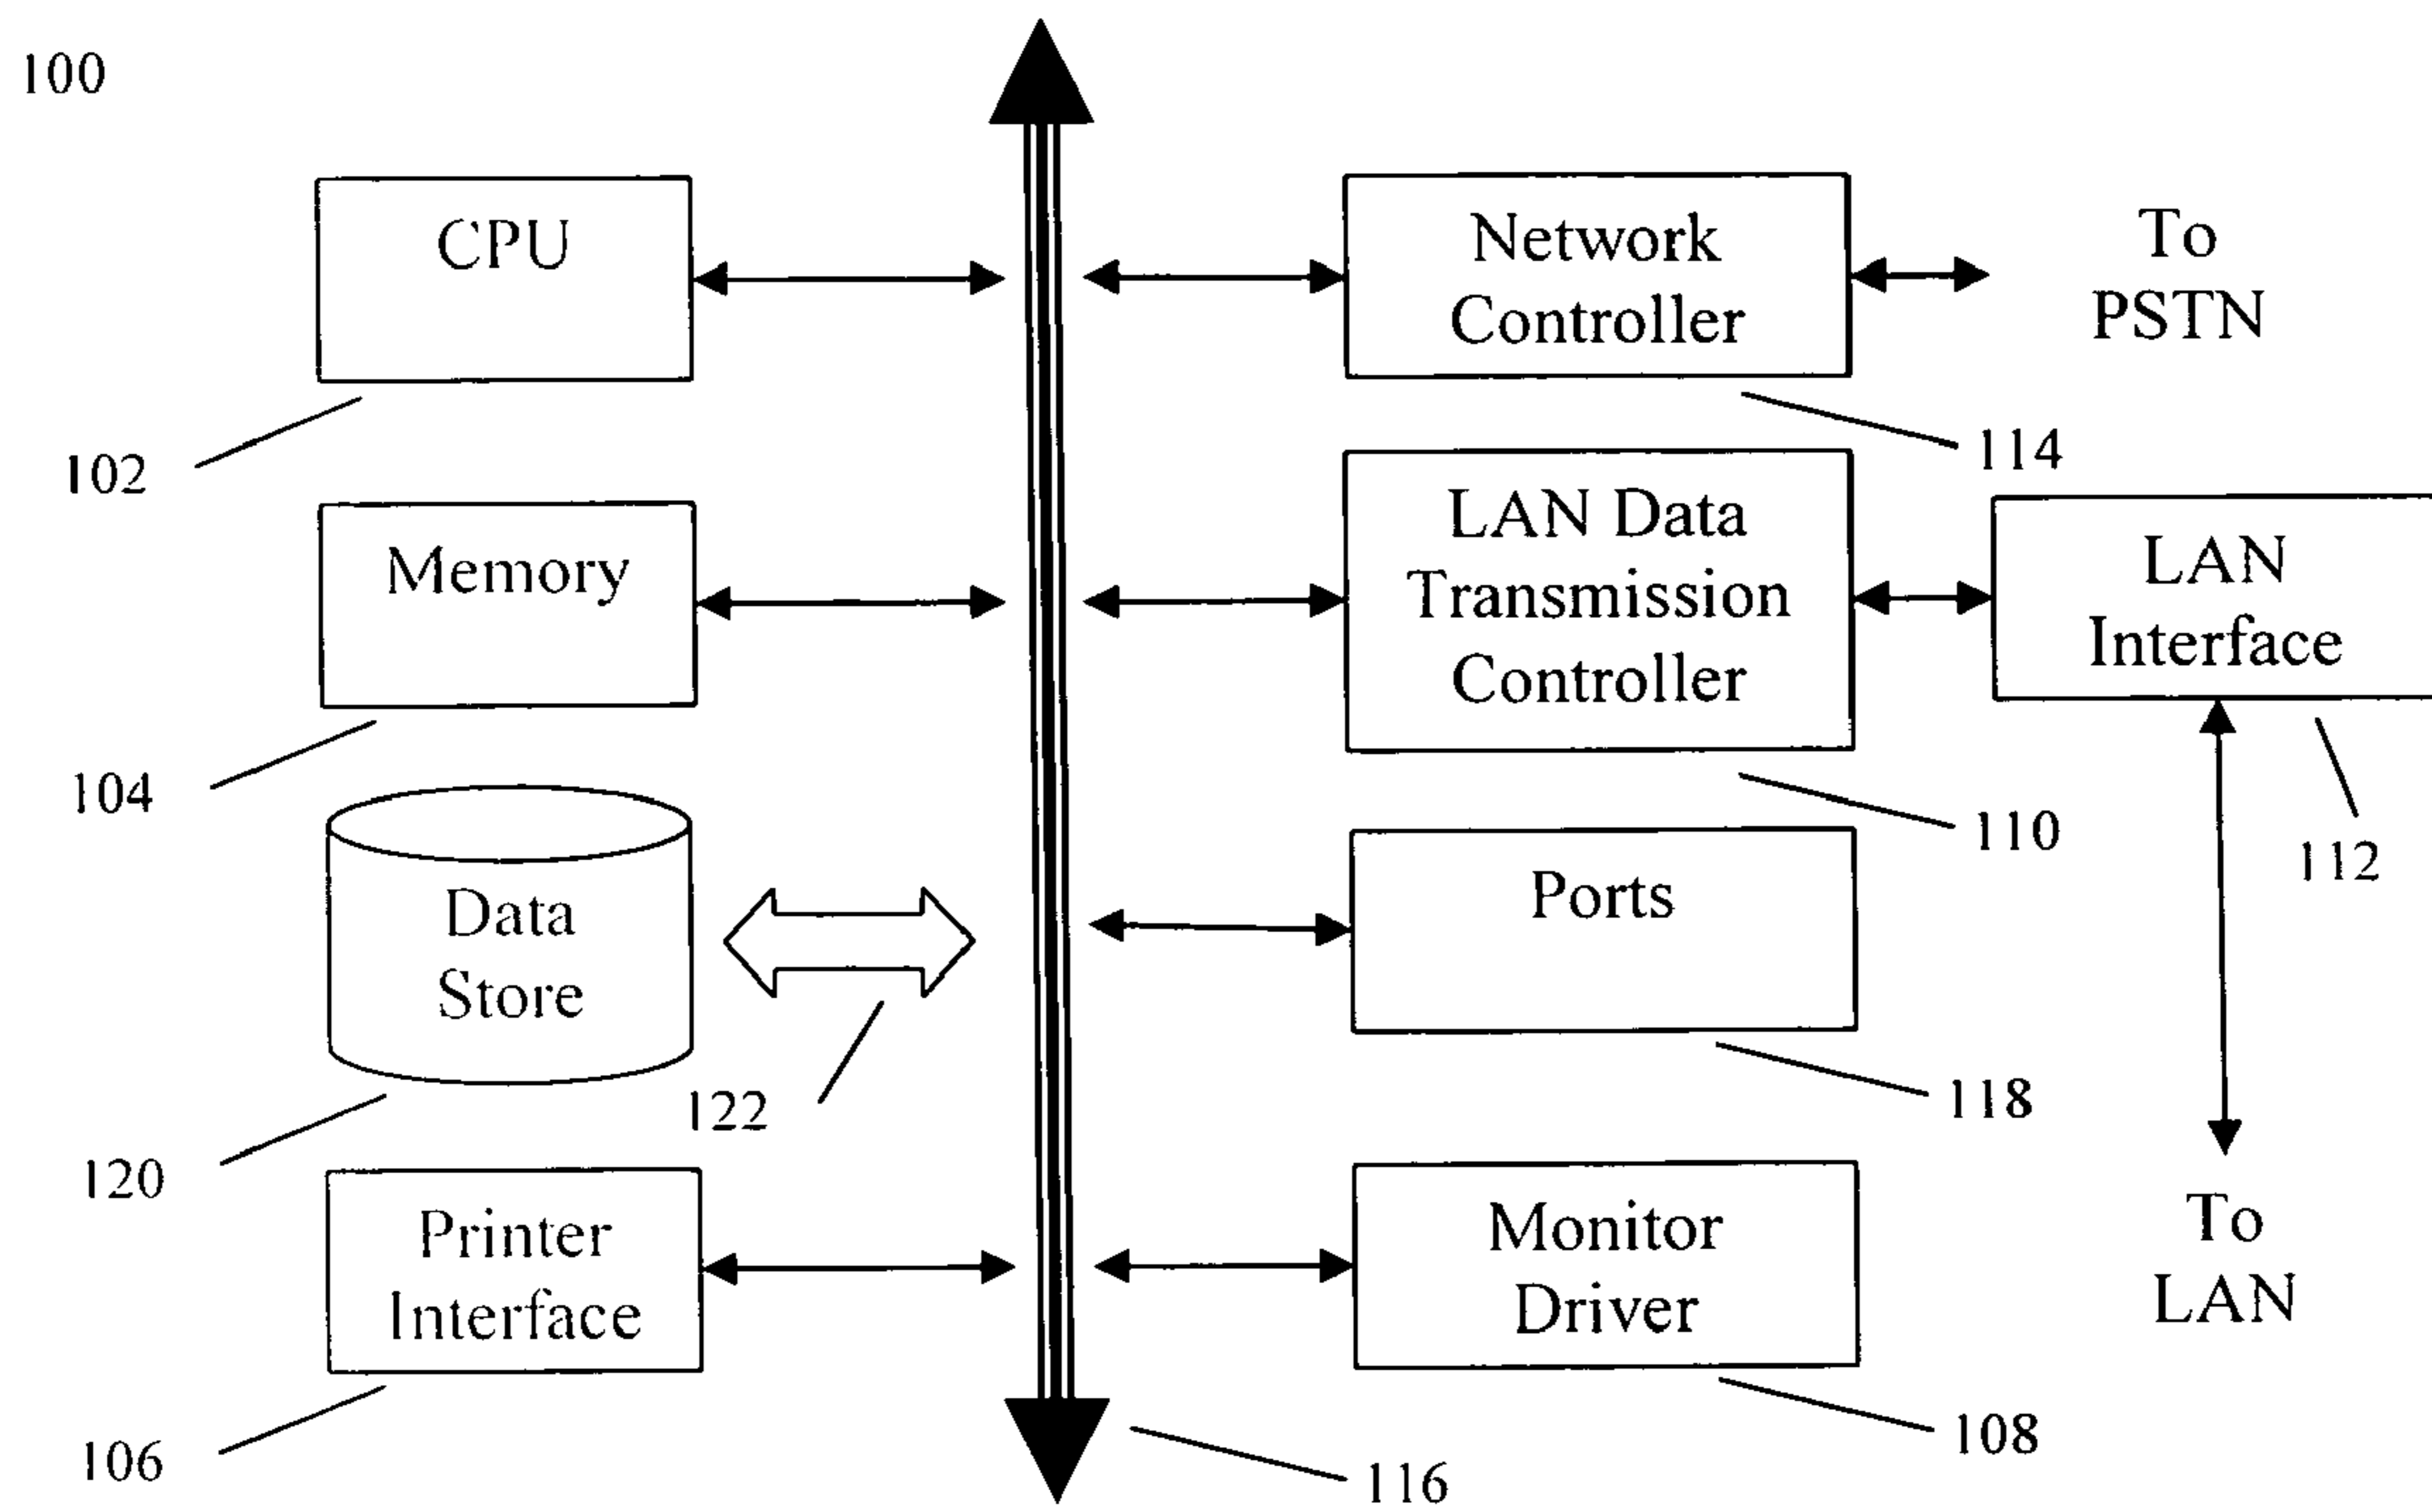 100
CPU
Network
Controller
To
PSTN
102
114
Memory
LAN Data
Transmission
Controller
LAN
Interface
104
110
112
Data
Store
Ports
122
118
120
Printer
Interface
Monitor
Driver
To
LAN
106
116
108